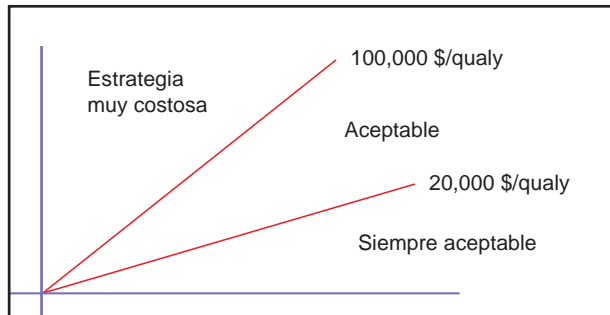 100,000 $/qualy
Estrategia
muy costosa
Aceptable
20,000 $/qualy
Siempre aceptable